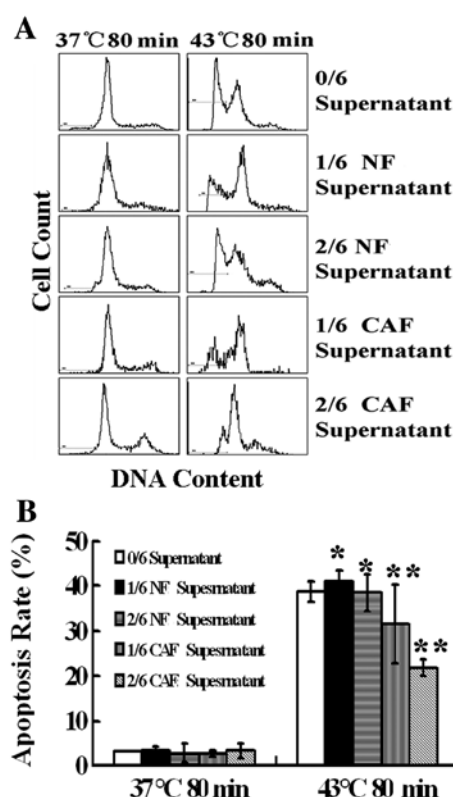 A
37℃80 min 43℃80 min
0/6
Supernatant
1/6 NF
Supernatant
2/6 NF
Supernatant
1/6 CAF
Supernatant
2/6 CAF
Supernatant
Cell Count
DNA Content
B
Apoptosis Rate (%)
50
40
30
20
10
0
0/6 Supernatant
1/6 NF Supesrnatant
2/6 NF Supesrnatant
1/6 CAF Supesrnatant
2/6 CAF Supesrnatant
* * ** **
37°C 80 min 43°C 80 min